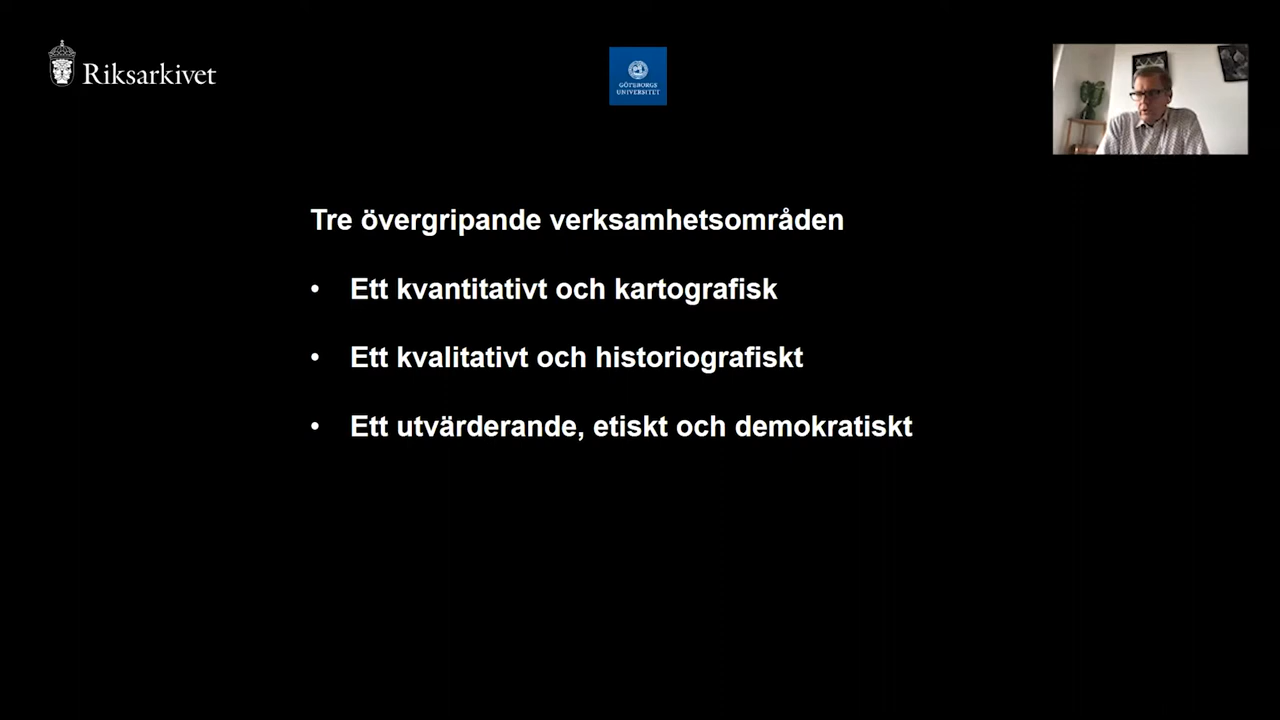 Riksarkivet
GÖTEBORGS
UNIVERSITET
Tre övergripande verksamhetsområden
• Ett kvantitativt och kartografisk
• Ett kvalitativt och historiografiskt
• Ett utvärderande, etiskt och demokratiskt